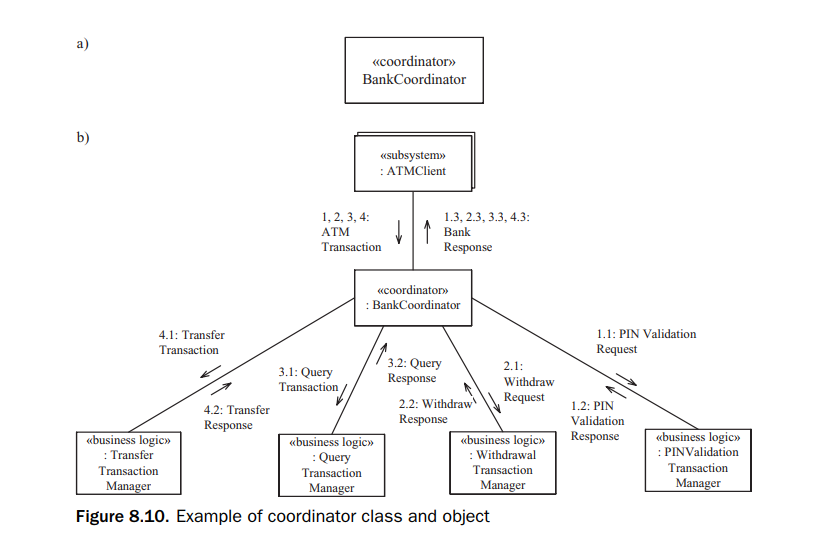 a)
«coordinator»
BankCoordinator
b)
«subsystem»
: ATMClient
1, 2, 3, 4:
ATM
Transaction
1.3, 2.3, 3.3, 4.3:
Bank
Response
«coordinator»
: BankCoordinator
4.1: Transfer
Transaction
4.2: Transfer
Response
3.1: Query
Transaction
3.2: Query
Response
2.2: Withdraw
Response
2.1:
Withdraw
Request
1.1: PIN Validation
Request
1.2: PIN
Validation
Response
«business logic»
: Transfer
Transaction
Manager
«business logic»
: Query
Transaction
Manager
«business logic»
: Withdrawal
Transaction
Manager
«business logic»
: PINValidation
Transaction
Manager
Figure 8.10. Example of coordinator class and object